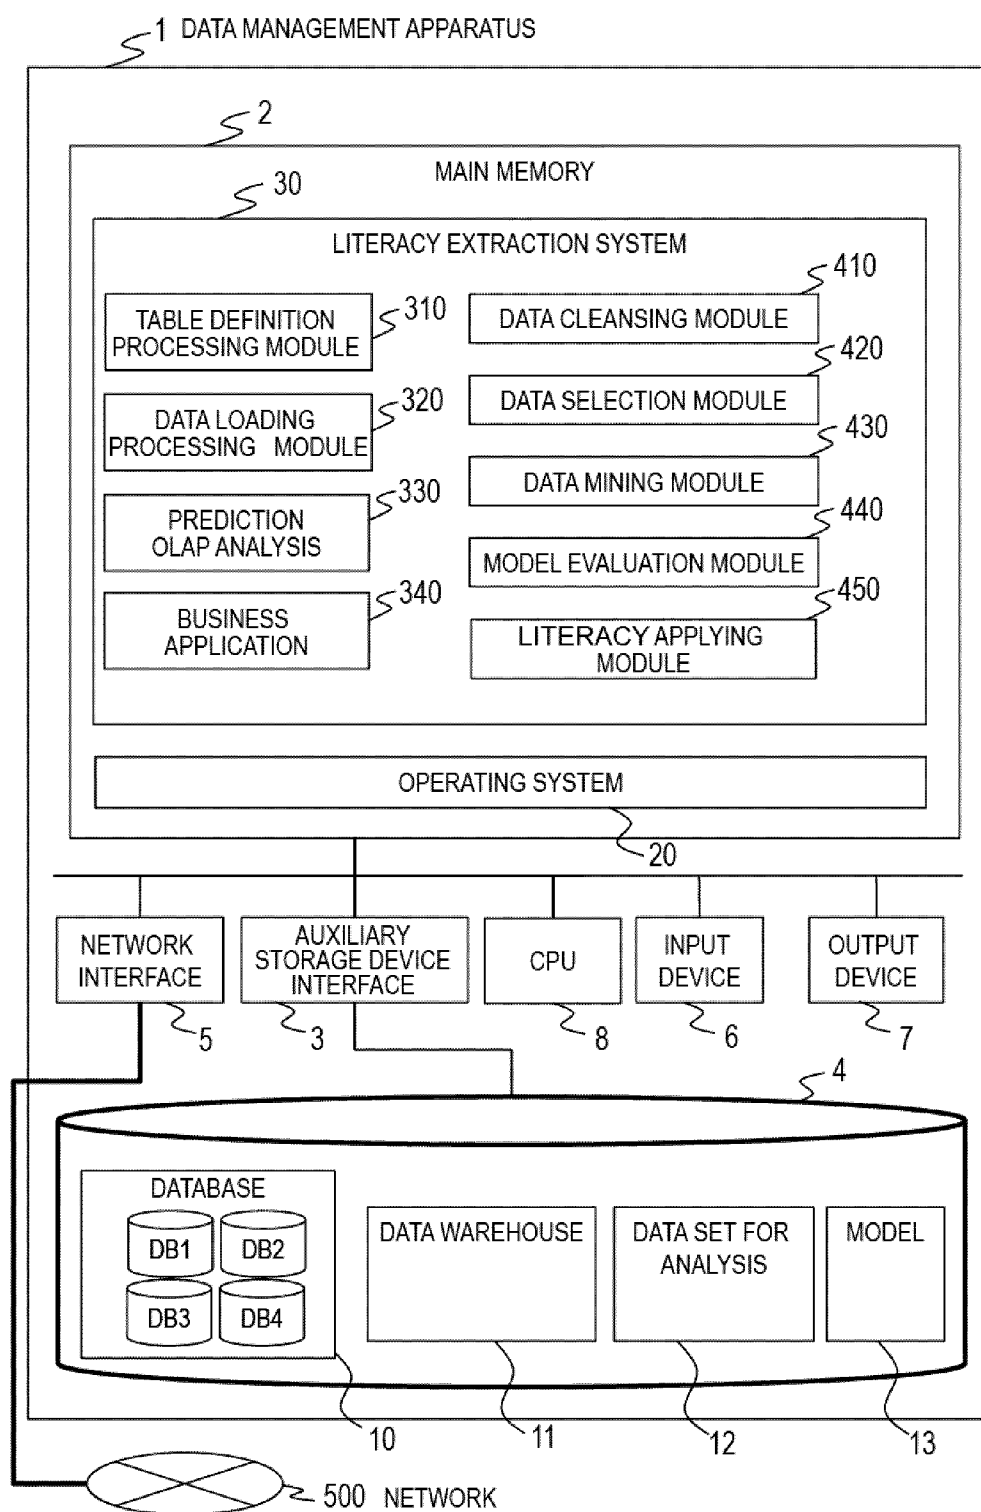 1 DATA MANAGEMENT APPARATUS
2
MAIN MEMORY
30
LITERACY EXTRACTION SYSTEM
TABLE DEFINITION
PROCESSING MODULE
310
DATA LOADING
PROCESSING MODULE
320
PREDICTION
OLAP ANALYSIS
330
BUSINESS
APPLICATION
340
410
DATA CLEANSING MODULE
420
DATA SELECTION MODULE
430
DATA MINING MODULE
440
MODEL EVALUATION MODULE
450
LITERACY APPLYING
MODULE
OPERATING SYSTEM
20
NETWORK
INTERFACE
5
AUXILIARY
STORAGE DEVICE
INTERFACE
3
CPU
8
INPUT
DEVICE
6
OUTPUT
DEVICE
7
4
DATABASE
DB1
DB2
DB3
DB4
10
DATA WAREHOUSE
11
DATA SET FOR
ANALYSIS
12
MODEL
13
500 NETWORK